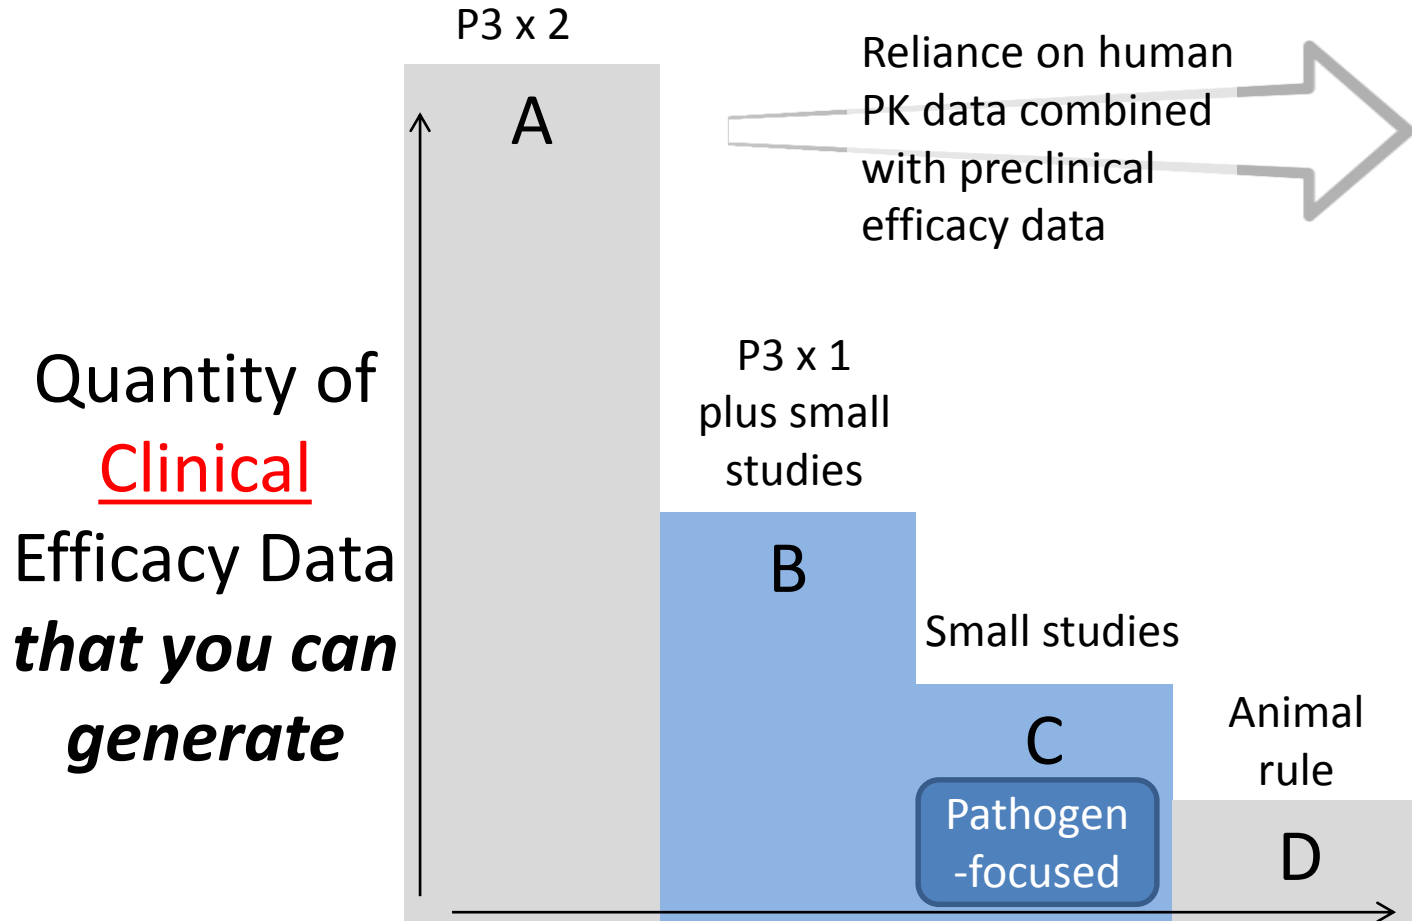 P3 x 2
A
Reliance on human
PK data combined
with preclinical
efficacy data
Quantity of
Clinical
Efficacy Data
that you can
generate
P3 x 1
plus small
studies
B
Small studies
C
Pathogen
-focused
Animal
rule
D